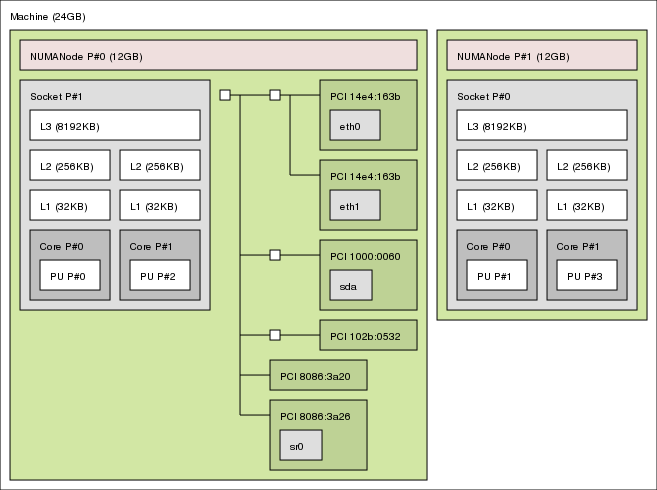 Machine (24GB)
NUMANode P#0 (12GB)
Socket P#1
L3 (8192KB)
L2 (256KB)
L2 (256KB)
L1 (32KB)
L1 (32KB)
Core P#0
PU P#0
Core P#1
PU P#2
PCI 14e4:163b
eth0
PCI 14e4:163b
eth1
PCI 1000:0060
sda
PCI 102b:0532
PCI 8086:3a20
PCI 8086:3a26
sr0
NUMANode P#1 (12GB)
Socket P#0
L3 (8192KB)
L2 (256KB)
L2 (256KB)
L1 (32KB)
L1 (32KB)
Core P#0
PU P#1
Core P#1
PU P#3